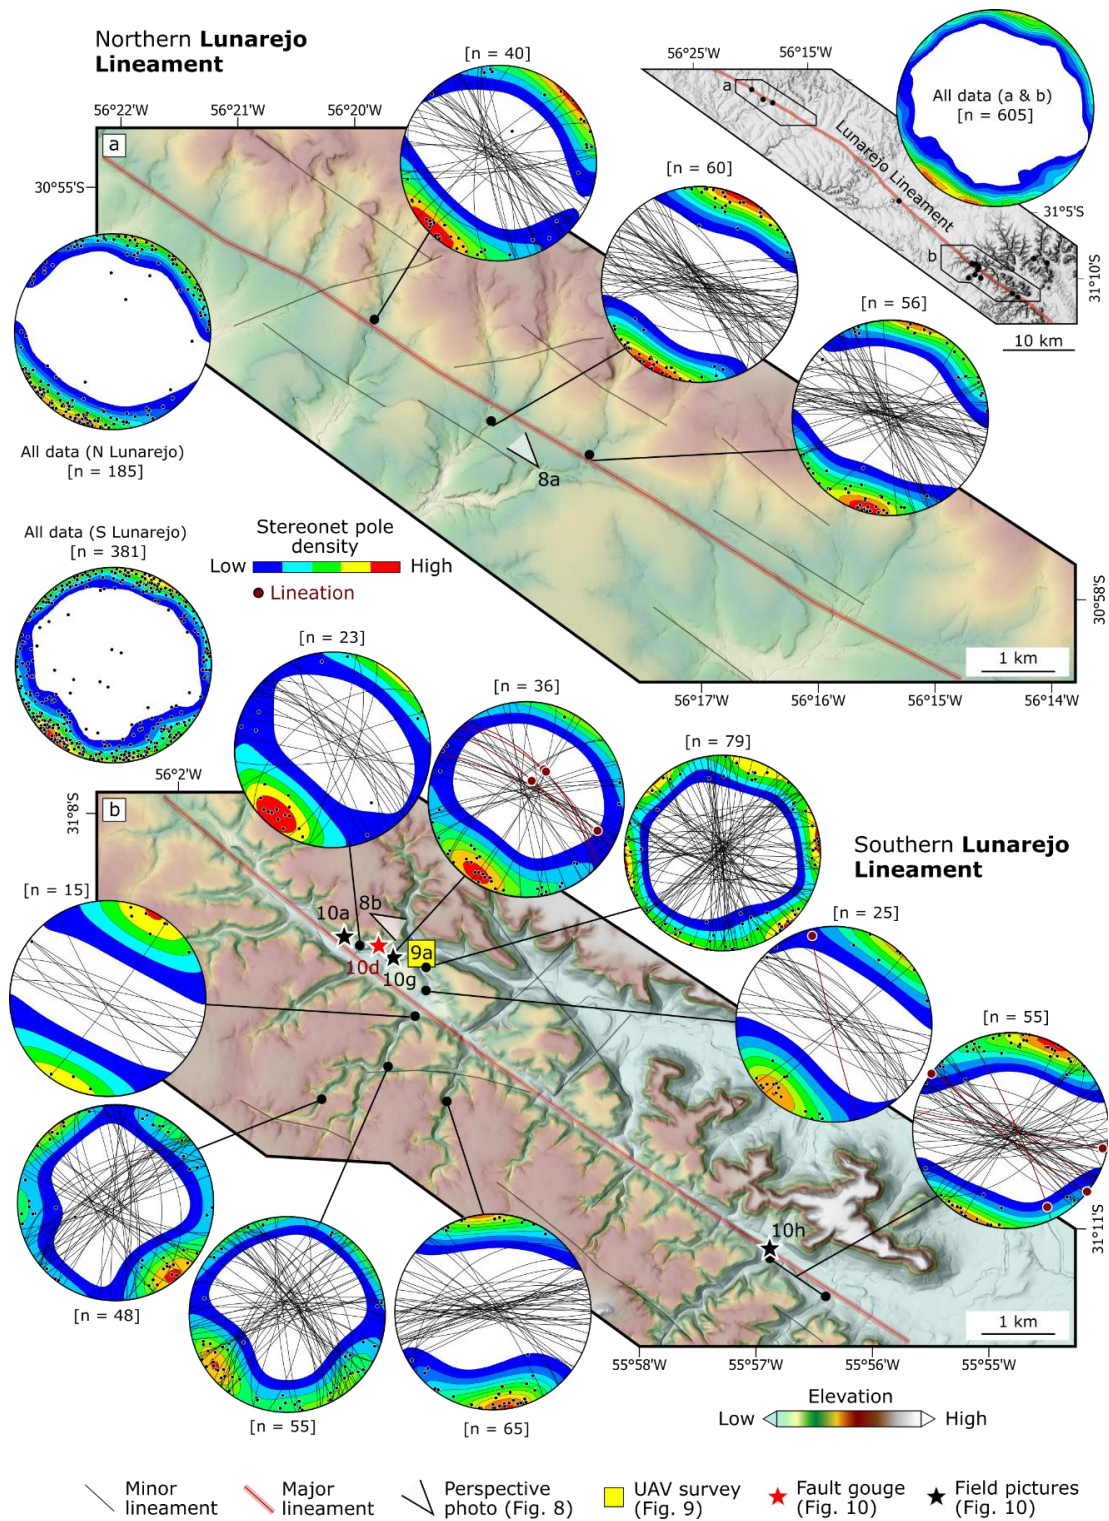 Northern Lunarejo
Lineament
[n = 40]
56°25'W
56°15'W
All data (a & b)
[n = 605]
a
Lunarejo Lineament
b
31°5'S
31°10'S
10 km
56°22'W
56°21'W
56°20'W
a
30°55'S
[n = 60]
[n = 56]
All data (N Lunarejo)
[n = 185]
8a
All data (S Lunarejo)
[n = 381]
Stereonet pole
density
Low
High
Lineation
30°58'S
1 km
56°17'W
56°16'W
56°15'W
56°14'W
[n = 23]
[n = 36]
[n = 79]
56°2'W
31°8'S
b
Southern Lunarejo
Lineament
[n = 15]
[n = 25]
10a
8b
9a
10d
10g
[n = 55]
10h
31°11'S
[n = 48]
[n = 55]
[n = 65]
1 km
55°58'W
55°57'W
55°56'W
55°55'W
Elevation
Low
High
Minor
lineament
Major
lineament
Perspective
photo (Fig. 8)
UAV survey
(Fig. 9)
Fault gouge
(Fig. 10)
Field pictures
(Fig. 10)